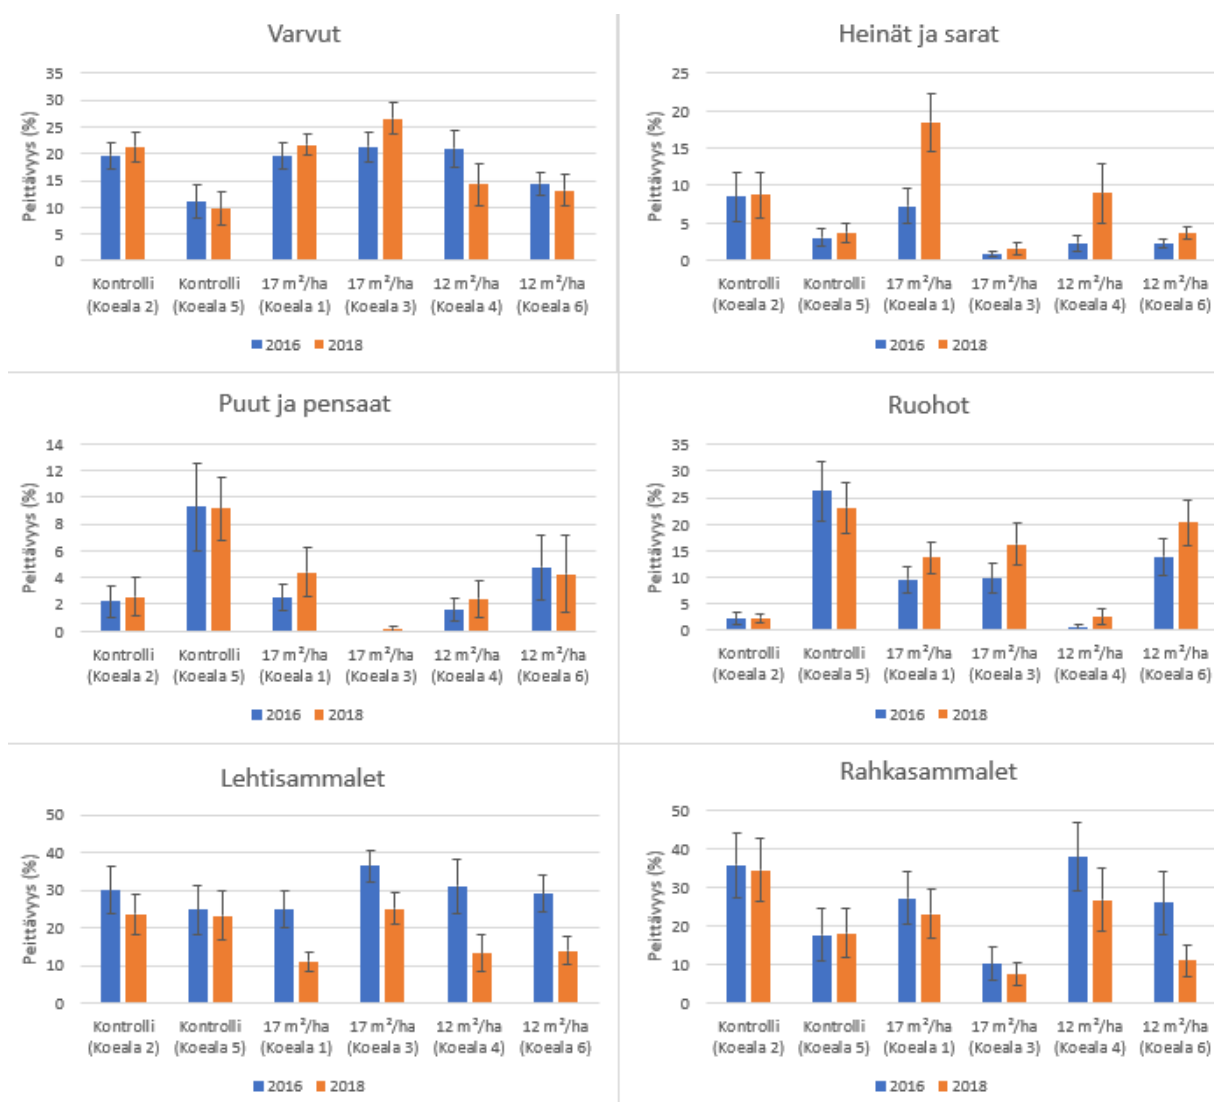 Varvut
Peittävyys (%)
35
30
25
20
15
10
5
0
Kontrolli (Koeala 2)
Kontrolli (Koeala 5)
17 m²/ha (Koeala 1)
17 m²/ha (Koeala 3)
12 m²/ha (Koeala 4)
12 m²/ha (Koeala 6)
2016 2018
Heinät ja sarat
Peittävyys (%)
25
20
15
10
5
0
Kontrolli (Koeala 2)
Kontrolli (Koeala 5)
17 m²/ha (Koeala 1)
17 m²/ha (Koeala 3)
12 m²/ha (Koeala 4)
12 m²/ha (Koeala 6)
2016 2018
Puut ja pensaat
Peittävyys (%)
14
12
10
8
6
4
2
0
Kontrolli (Koeala 2)
Kontrolli (Koeala 5)
17 m²/ha (Koeala 1)
17 m²/ha (Koeala 3)
12 m²/ha (Koeala 4)
12 m²/ha (Koeala 6)
2016 2018
Ruohot
Peittävyys (%)
35
30
25
20
15
10
5
0
Kontrolli (Koeala 2)
Kontrolli (Koeala 5)
17 m²/ha (Koeala 1)
17 m²/ha (Koeala 3)
12 m²/ha (Koeala 4)
12 m²/ha (Koeala 6)
2016 2018
Lehtisammalet
Peittävyys (%)
50
40
30
20
10
0
Kontrolli (Koeala 2)
Kontrolli (Koeala 5)
17 m²/ha (Koeala 1)
17 m²/ha (Koeala 3)
12 m²/ha (Koeala 4)
12 m²/ha (Koeala 6)
2016 2018
Rahkasammalet
Peittävyys (%)
50
40
30
20
10
0
Kontrolli (Koeala 2)
Kontrolli (Koeala 5)
17 m²/ha (Koeala 1)
17 m²/ha (Koeala 3)
12 m²/ha (Koeala 4)
12 m²/ha (Koeala 6)
2016 2018